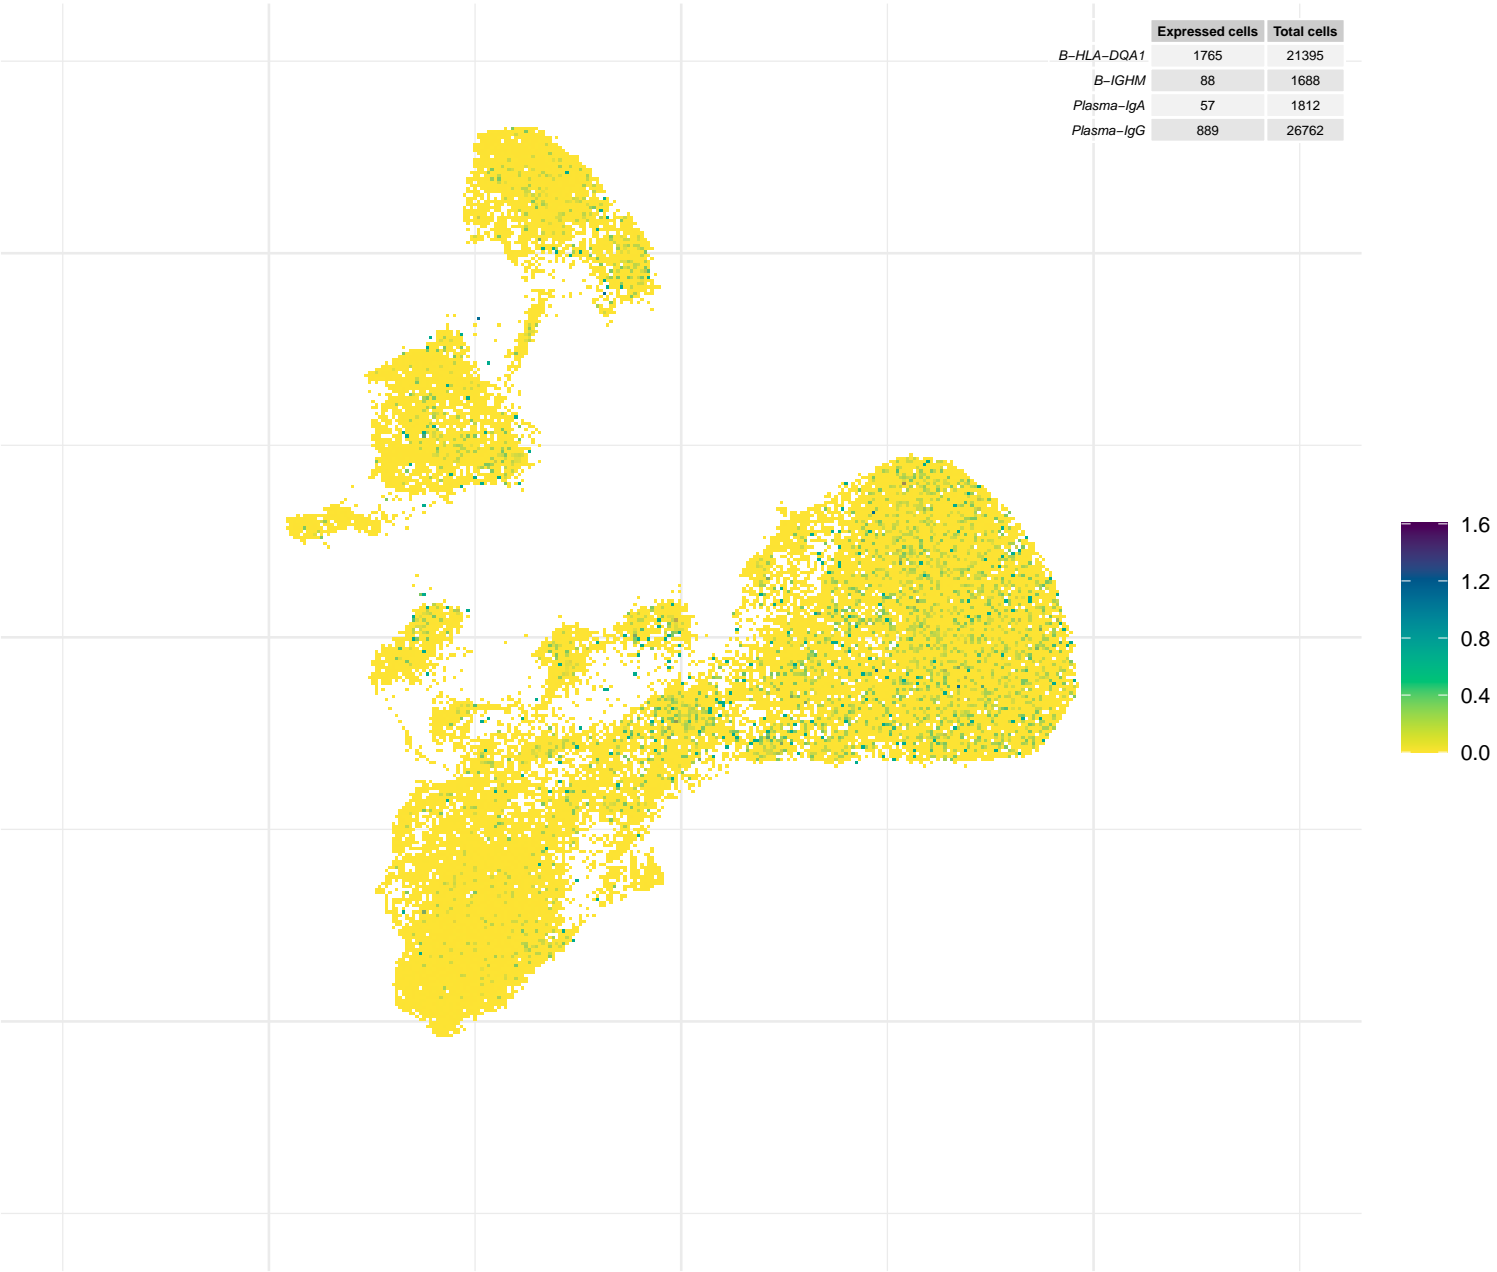 Expressed cells Total cells
B−HLA−DQA1 1765 21395
B−IGHM 88 1688
Plasma−IgA 57 1812
Plasma−IgG 889 26762
1.6
1.2
0.8
0.4
0.0